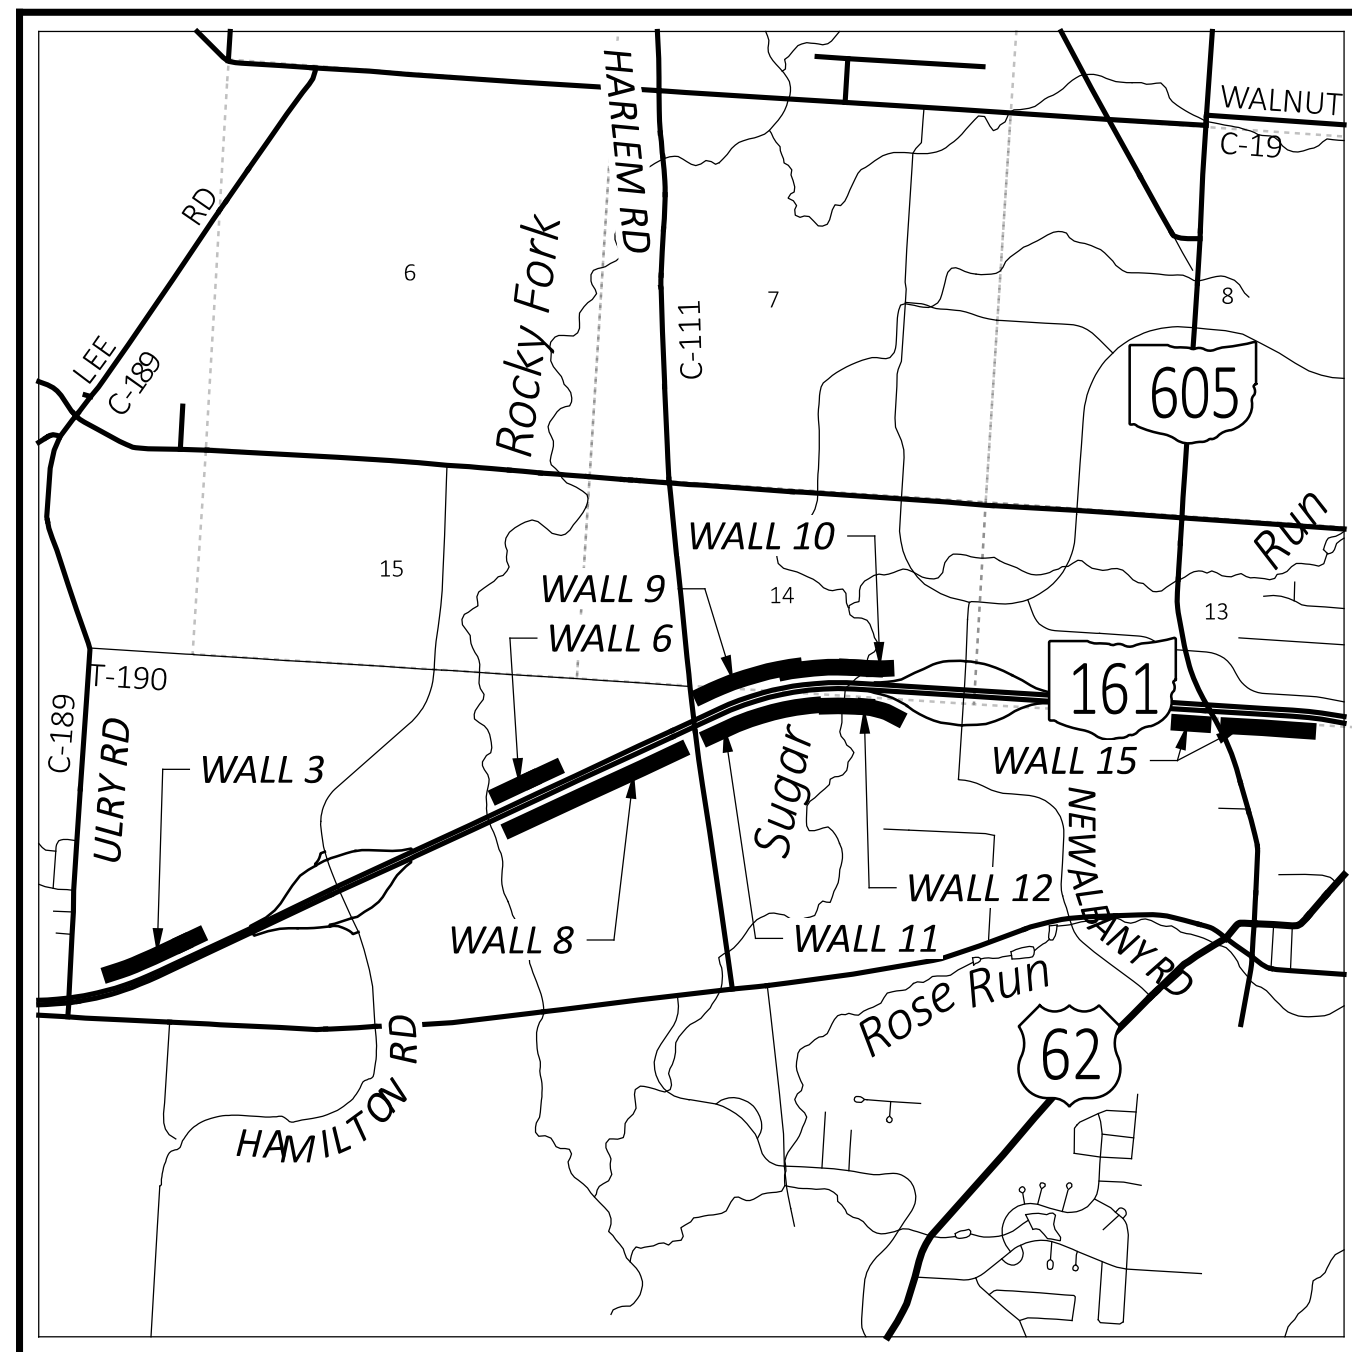 WALNUT
C-19
HARLEM RD
RD
Rocky Fork
6
7
8
C-111
LEE
C-189
605
Run
WALL 10
15
WALL 9
14
13
WALL 6
T-190
161
C-189
ULRY RD
WALL 3
Sugar
WALL 15
NEW ALBANY RD
WALL 12
WALL 8
WALL 11
Rose Run
62
HAMILTON RD